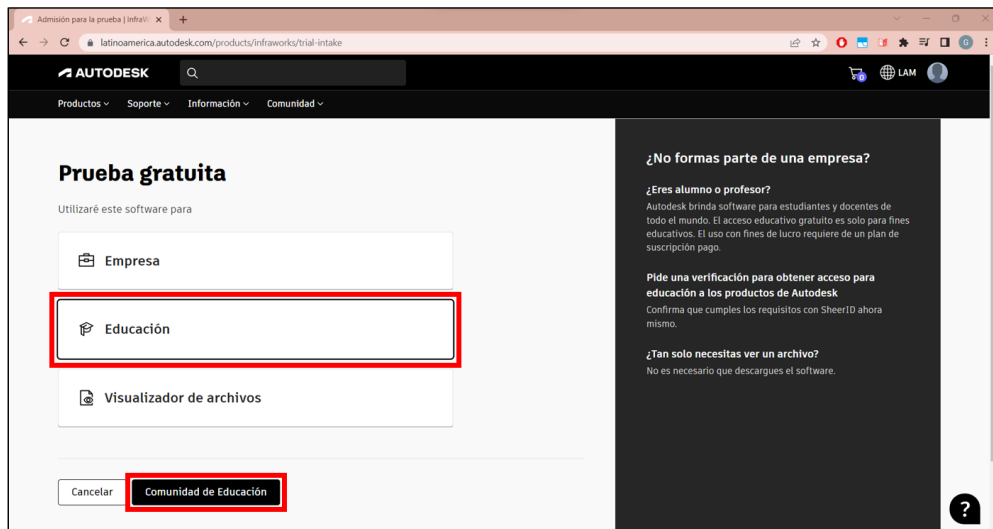 Admisión para la prueba | InfraW
latinoamerica.autodesk.com/products/infraworks/trial-intake
G
AUTODESK
0
LAM
Productos
Soporte
Información
Comunidad
Prueba gratuita
Utilizaré este software para
Empresa
Educación
Visualizador de archivos
Cancelar
Comunidad de Educación
¿No formas parte de una empresa?
¿Eres alumno o profesor?
Autodesk brinda software para estudiantes y docentes de
todo el mundo. El acceso educativo gratuito es solo para fines
educativos. El uso con fines de lucro requiere de un plan de
suscripción pago.
Pide una verificación para obtener acceso para
educación a los productos de Autodesk
Confirma que cumples los requisitos con SheerID ahora
mismo.
¿Tan solo necesitas ver un archivo?
No es necesario que descargues el software.
?